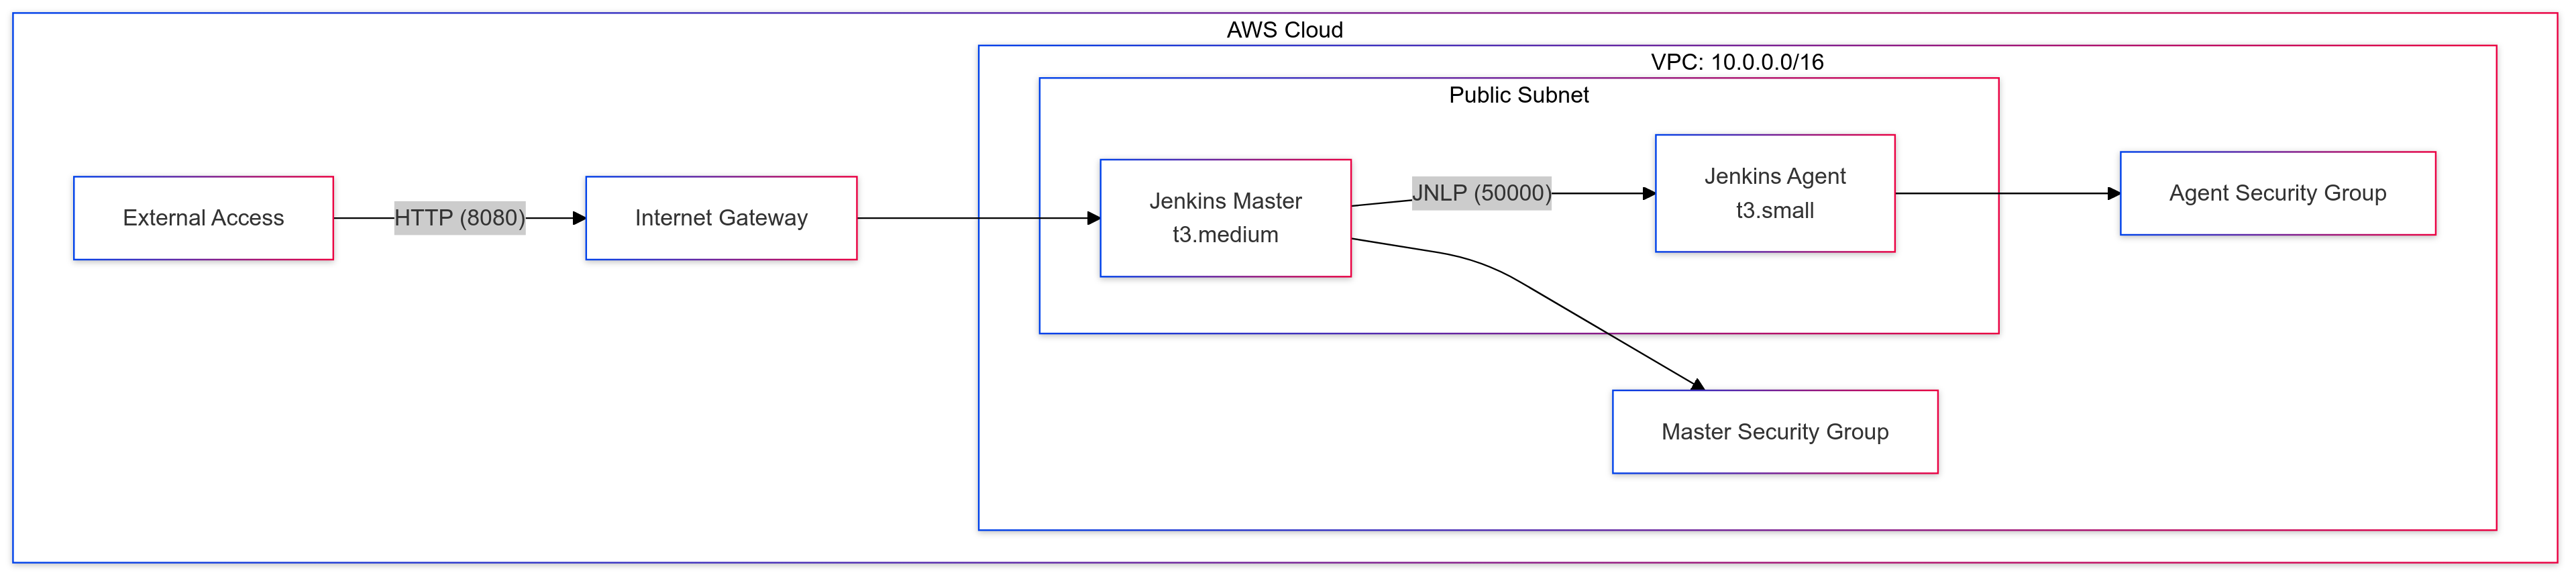 AWS Cloud
VPC: 10.0.0.0/16
Public Subnet
External Access
HTTP (8080)
Internet Gateway
Jenkins Master
t3.medium
JNLP (50000)
Jenkins Agent
t3.small
Agent Security Group
Master Security Group